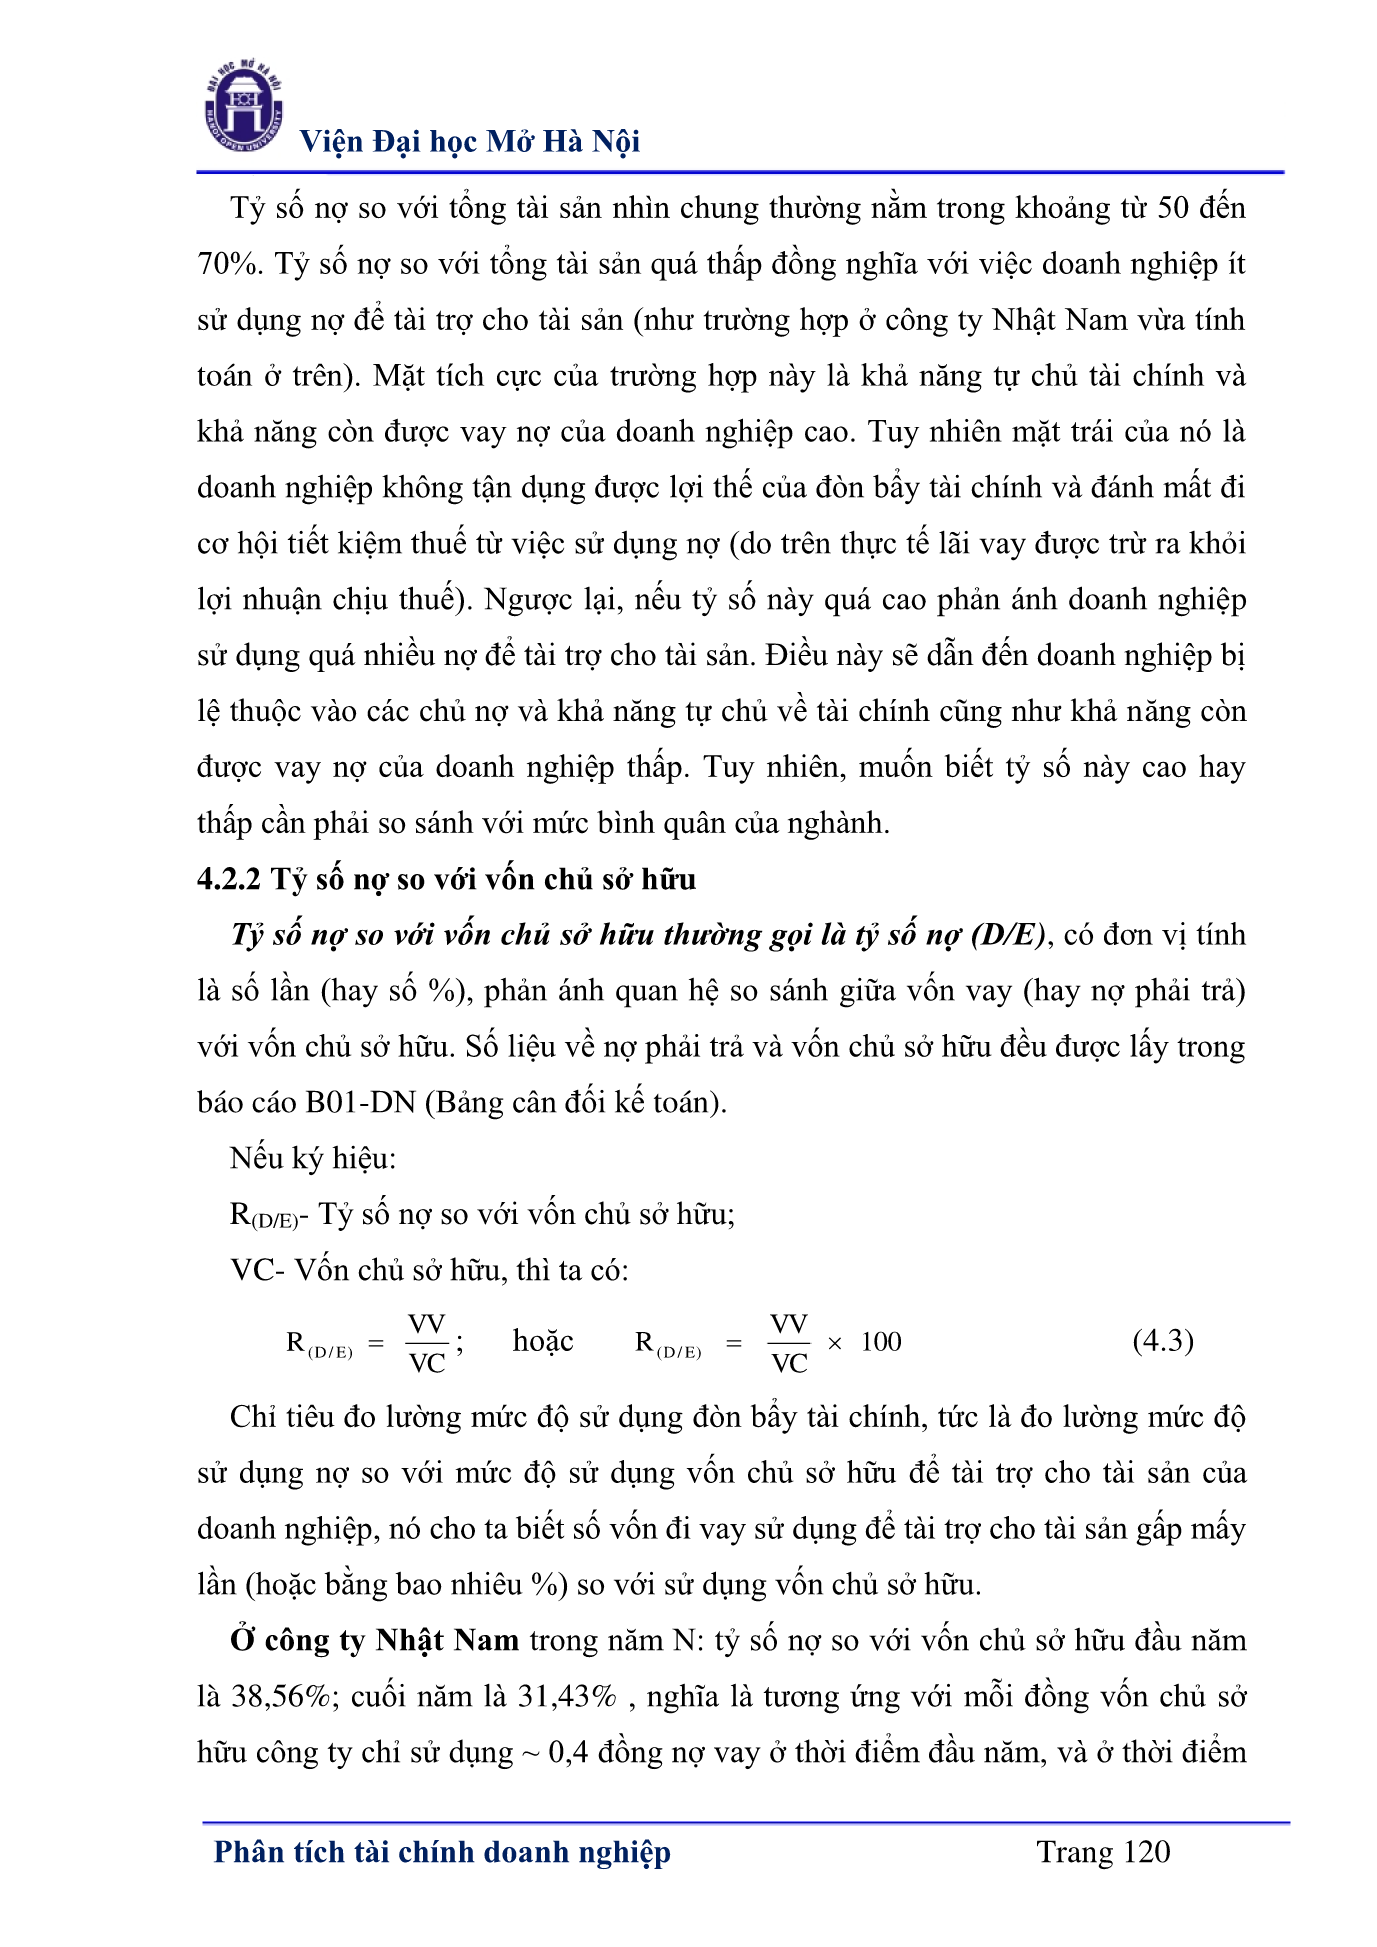 ĐẠI HỌC MỞ HÀ NỘI
HANOI OPEN UNIVERSITY
Viện Đại học Mở Hà Nội
Tỷ số nợ so với tổng tài sản nhìn chung thường nằm trong khoảng từ 50 đến
70%. Tỷ số nợ so với tổng tài sản quá thấp đồng nghĩa với việc doanh nghiệp ít
sử dụng nợ để tài trợ cho tài sản (như trường hợp ở công ty Nhật Nam vừa tính
toán ở trên). Mặt tích cực của trường hợp này là khả năng tự chủ tài chính và
khả năng còn được vay nợ của doanh nghiệp cao. Tuy nhiên mặt trái của nó là
doanh nghiệp không tận dụng được lợi thế của đòn bẩy tài chính và đánh mất đi
cơ hội tiết kiệm thuế từ việc sử dụng nợ (do trên thực tế lãi vay được trừ ra khỏi
lợi nhuận chịu thuế). Ngược lại, nếu tỷ số này quá cao phản ánh doanh nghiệp
sử dụng quá nhiều nợ để tài trợ cho tài sản. Điều này sẽ dẫn đến doanh nghiệp bị
lệ thuộc vào các chủ nợ và khả năng tự chủ về tài chính cũng như khả năng còn
được vay nợ của doanh nghiệp thấp. Tuy nhiên, muốn biết tỷ số này cao hay
thấp cần phải so sánh với mức bình quân của nghành.
4.2.2 Tỷ số nợ so với vốn chủ sở hữu
Tỷ số nợ so với vốn chủ sở hữu thường gọi là tỷ số nợ (D/E), có đơn vị tính
là số lần (hay số %), phản ánh quan hệ so sánh giữa vốn vay (hay nợ phải trả)
với vốn chủ sở hữu. Số liệu về nợ phải trả và vốn chủ sở hữu đều được lấy trong
báo cáo B01-DN (Bảng cân đối kế toán).
Nếu ký hiệu:
R(D/E)- Tỷ số nợ so với vốn chủ sở hữu;
VC- Vốn chủ sở hữu, thì ta có:
R(D/E) = VV/VC ; hoặc R(D/E) = VV/VC × 100 (4.3)
Chỉ tiêu đo lường mức độ sử dụng đòn bẩy tài chính, tức là đo lường mức độ
sử dụng nợ so với mức độ sử dụng vốn chủ sở hữu để tài trợ cho tài sản của
doanh nghiệp, nó cho ta biết số vốn đi vay sử dụng để tài trợ cho tài sản gấp mấy
lần (hoặc bằng bao nhiêu %) so với sử dụng vốn chủ sở hữu.
Ở công ty Nhật Nam trong năm N: tỷ số nợ so với vốn chủ sở hữu đầu năm
là 38,56%; cuối năm là 31,43% , nghĩa là tương ứng với mỗi đồng vốn chủ sở
hữu công ty chỉ sử dụng ~ 0,4 đồng nợ vay ở thời điểm đầu năm, và ở thời điểm
Phân tích tài chính doanh nghiệp Trang 120